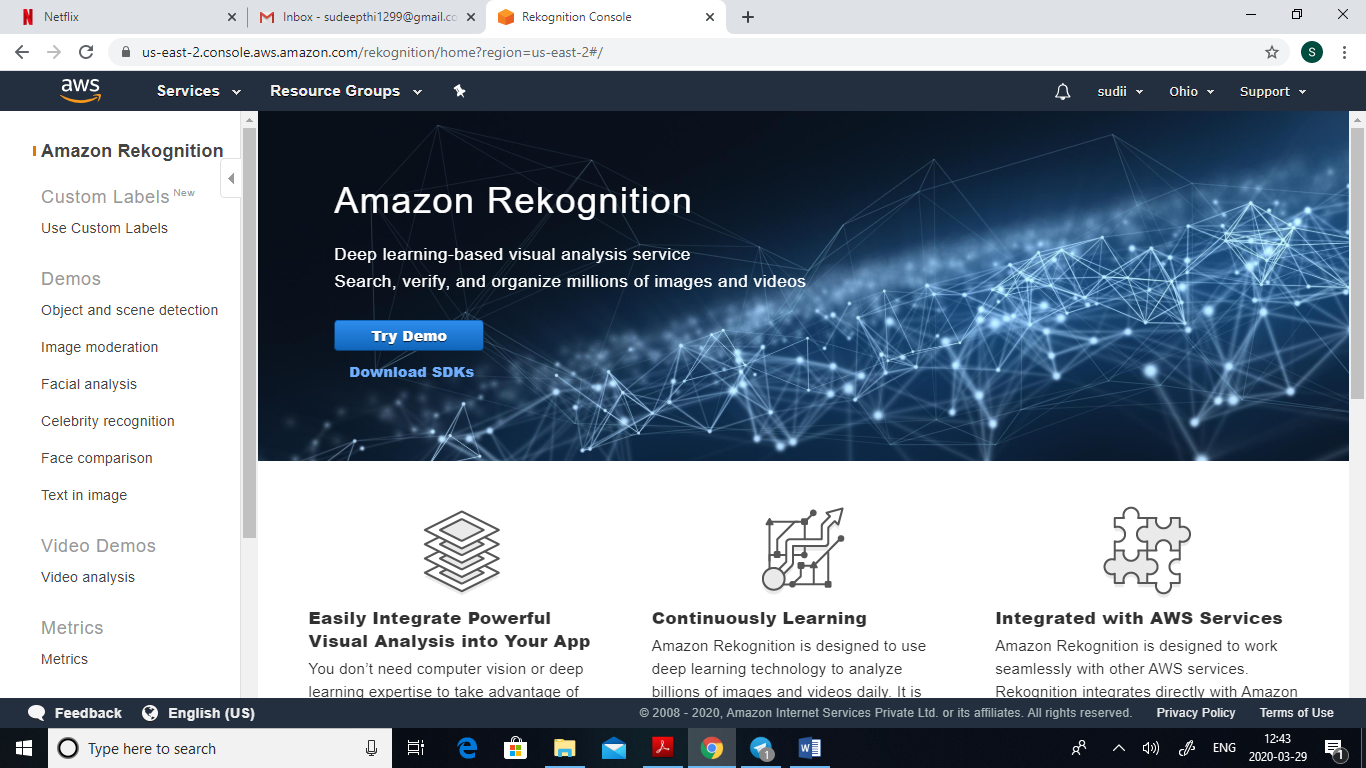 Netflix
Inbox - sudeepthi1299@gmail.co
Rekognition Console
us-east-2.console.aws.amazon.com/rekognition/home?region=us-east-2#/
S
aws
Services
Resource Groups
sudii
Ohio
Support
Amazon Rekognition
Custom Labels New
Use Custom Labels
Demos
Object and scene detection
Image moderation
Facial analysis
Celebrity recognition
Face comparison
Text in image
Video Demos
Video analysis
Metrics
Metrics
Amazon Rekognition
Deep learning-based visual analysis service
Search, verify, and organize millions of images and videos
Try Demo
Download SDKs
Easily Integrate Powerful
Visual Analysis into Your App
You don't need computer vision or deep
learning expertise to take advantage of
Continuously Learning
Amazon Rekognition is designed to use
deep learning technology to analyze
billions of images and videos daily. It is
Integrated with AWS Services
Amazon Rekognition is designed to work
seamlessly with other AWS services.
Rekognition integrates directly with Amazon
Feedback
English (US)
© 2008 - 2020, Amazon Internet Services Private Ltd. or its affiliates. All rights reserved.
Privacy Policy
Terms of Use
Type here to search
1
ENG
12:43
2020-03-29
1